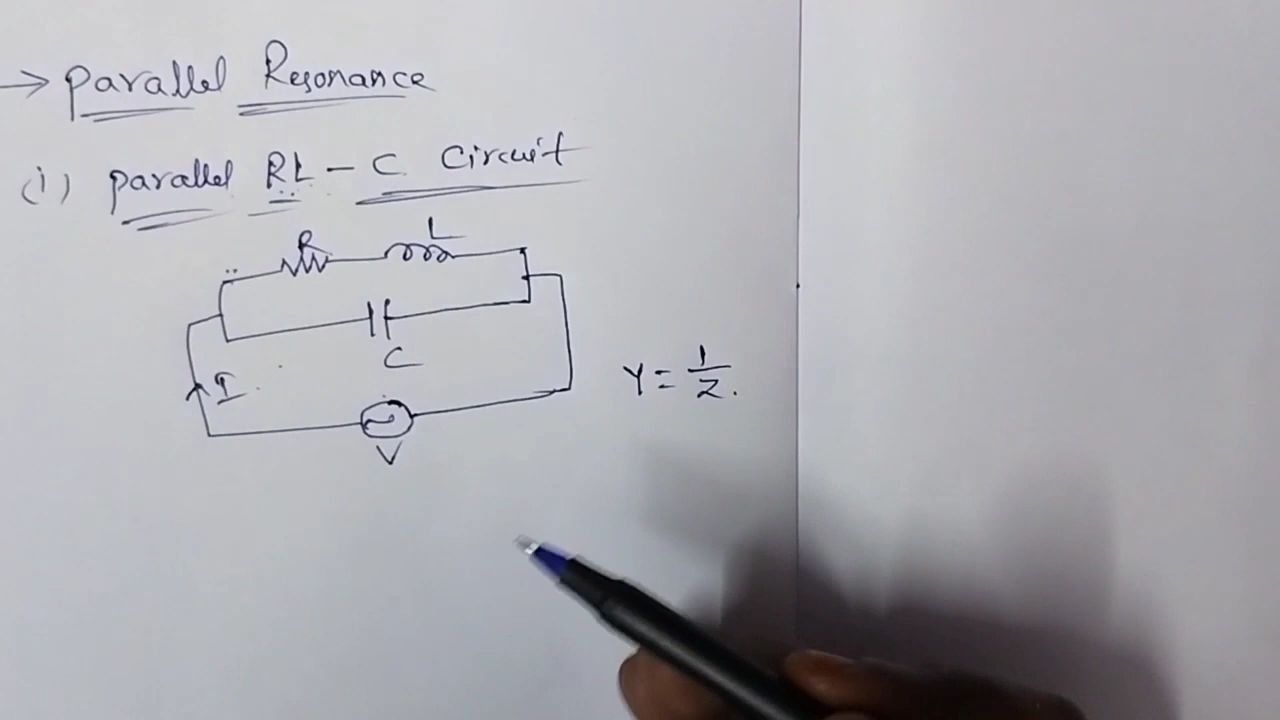 → Parallel Resonance
(i) parallel RL - C Circuit
R
L
C
I
V
Y = 1/Z.